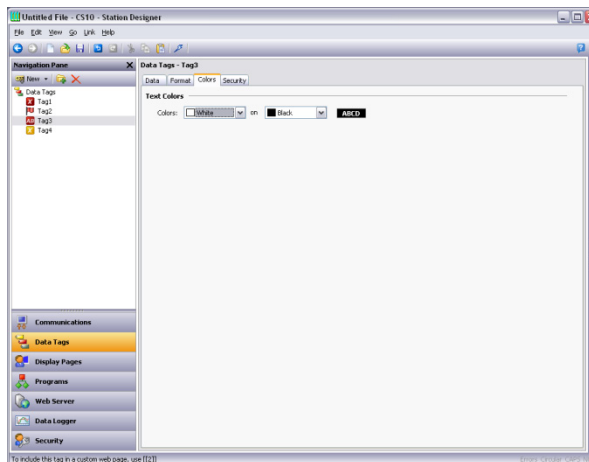 Untitled File - CS10 - Station Designer
File Edit View Go Link Help
Navigation Pane
New
Data Tags
Tag1
Tag2
Tag3
Tag4
Communications
Data Tags
Display Pages
Programs
Web Server
Data Logger
Security
Data Tags - Tag3
Data Format Colors Security
Text Colors
Colors: White on Black ABCD
To include this tag in a custom web page, use [[2]]